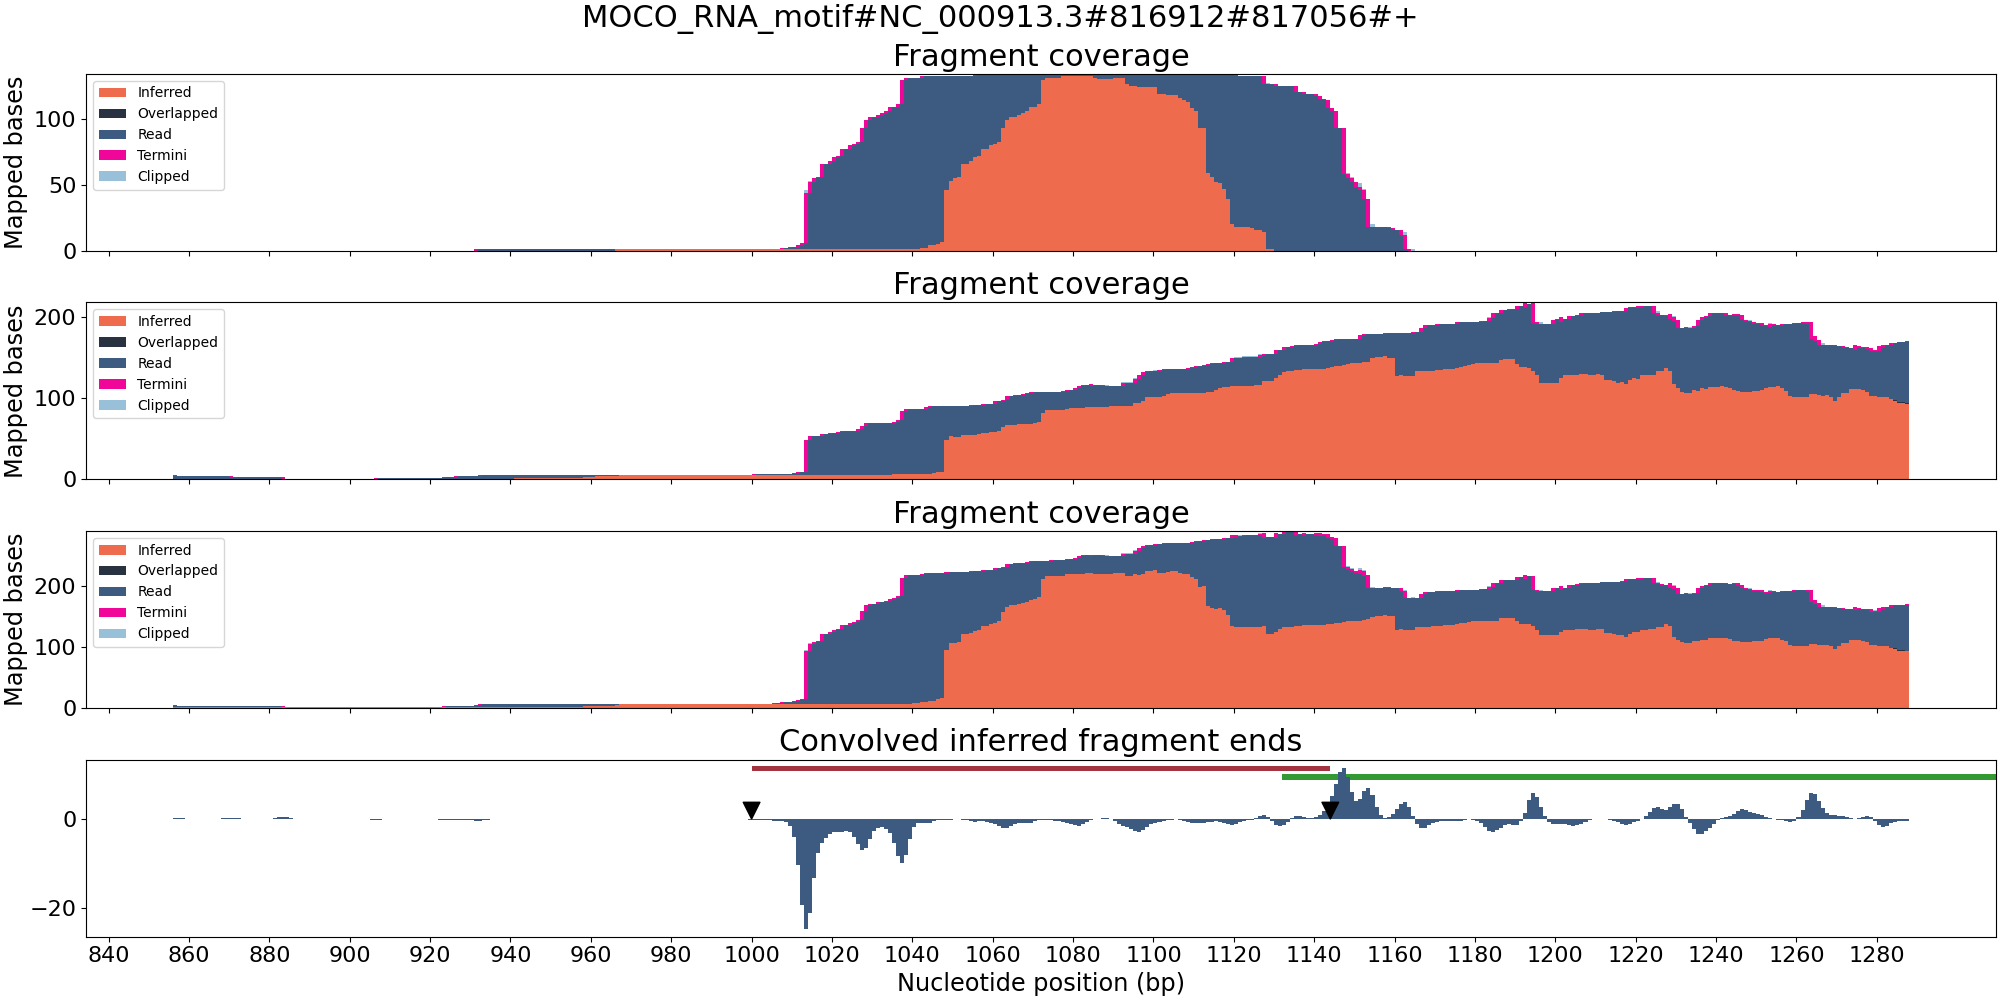 MOCO_RNA_motif#NC_000913.3#816912#817056#+
Fragment coverage
Mapped bases
100
50
0
Inferred
Overlapped
Read
Termini
Clipped
Fragment coverage
Mapped bases
200
100
0
Inferred
Overlapped
Read
Termini
Clipped
Fragment coverage
Mapped bases
200
100
0
Inferred
Overlapped
Read
Termini
Clipped
Convolved inferred fragment ends
0
−20
840 860 880 900 920 940 960 980 1000 1020 1040 1060 1080 1100 1120 1140 1160 1180 1200 1220 1240 1260 1280
Nucleotide position (bp)